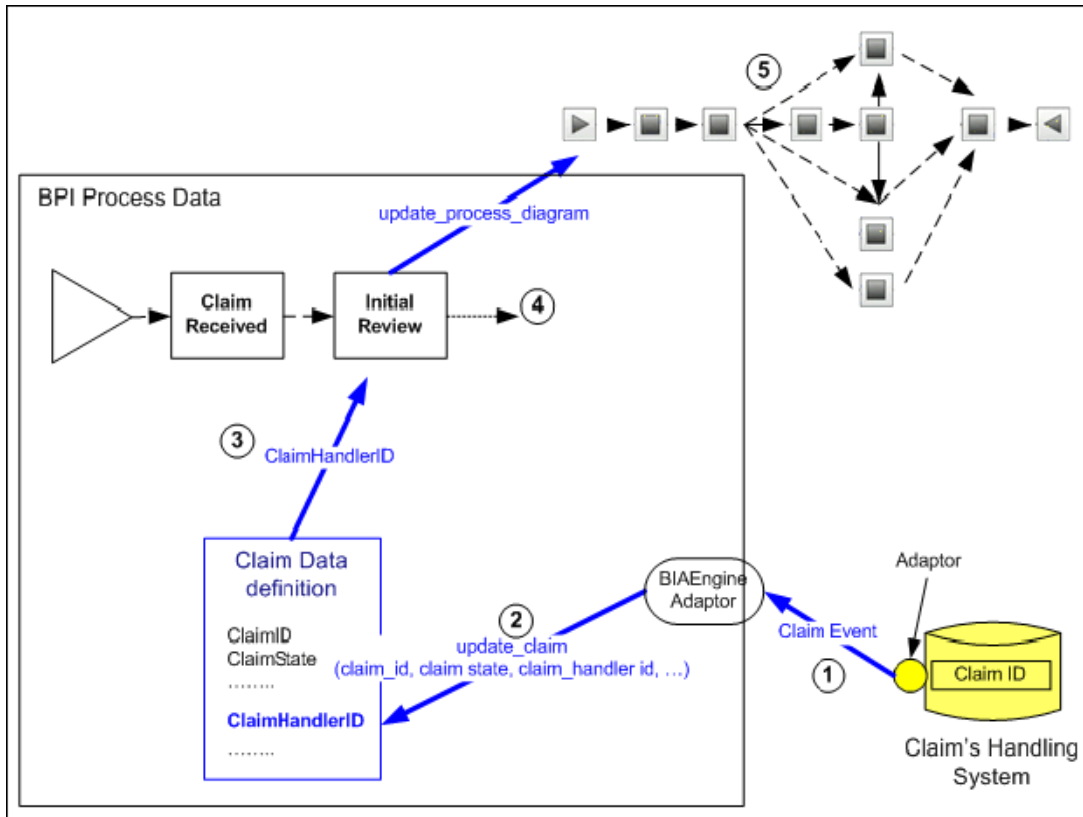 5
BPI Process Data
update_process_diagram
Claim
Received
Initial
Review
4
3
ClaimHandlerID
Claim Data
definition
ClaimID
ClaimState
........
ClaimHandlerID
........
BIAEngine
Adaptor
2
update_claim
(claim_id, claim state, claim_handler id, ...)
Adaptor
Claim Event
1
Claim ID
Claim's Handling
System